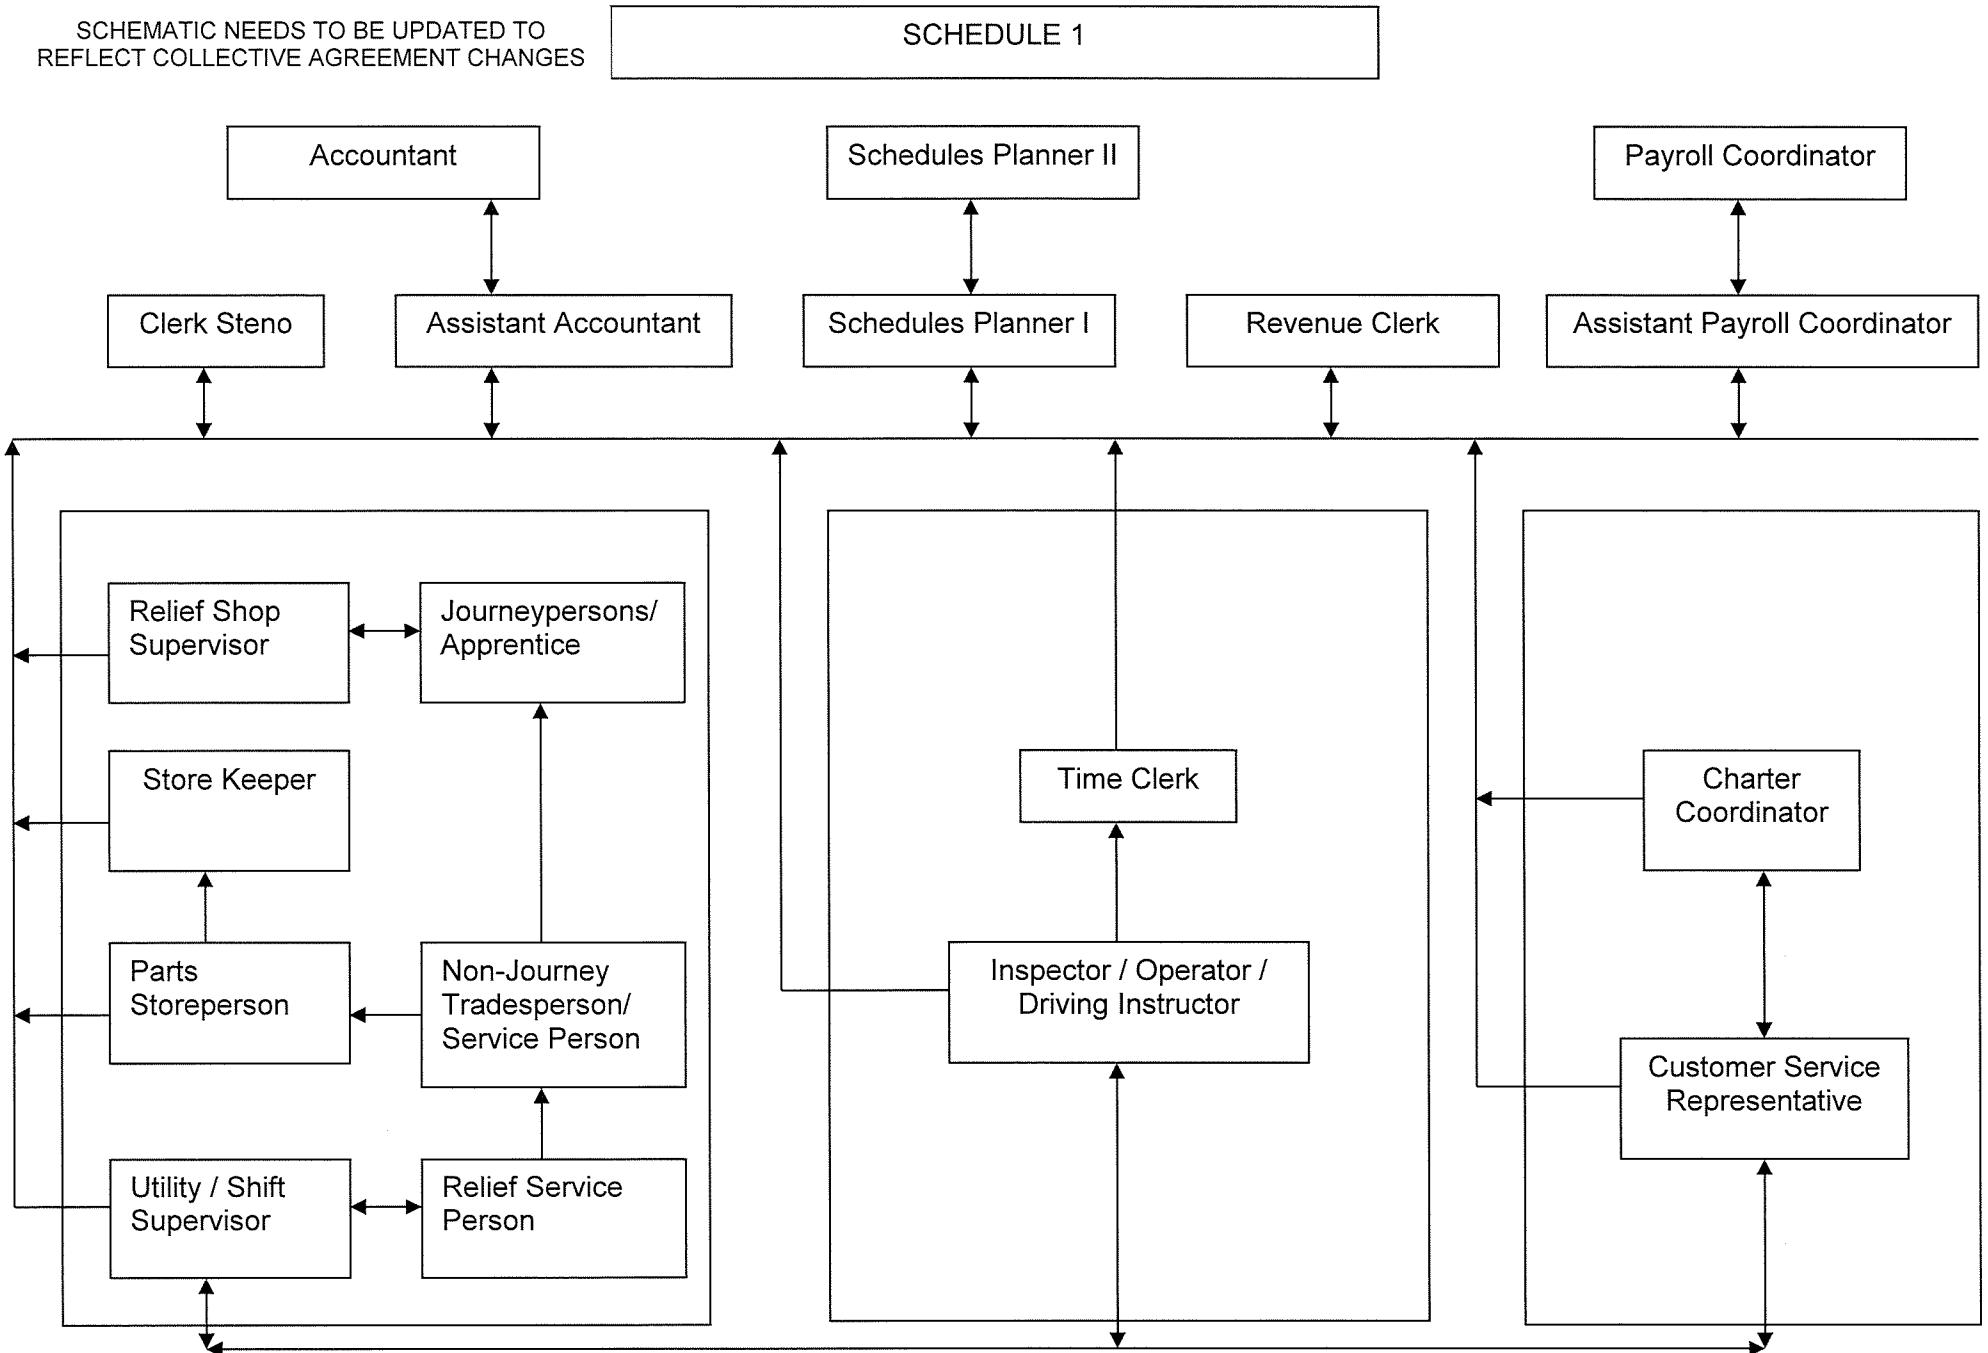 SCHEMATIC NEEDS TO BE UPDATED TO
REFLECT COLLECTIVE AGREEMENT CHANGES
SCHEDULE 1
Accountant
Schedules Planner II
Payroll Coordinator
Clerk Steno
Assistant Accountant
Schedules Planner I
Revenue Clerk
Assistant Payroll Coordinator
Relief Shop
Supervisor
Journeypersons/
Apprentice
Store Keeper
Time Clerk
Charter
Coordinator
Parts
Storeperson
Non-Journey
Tradesperson/
Service Person
Inspector / Operator /
Driving Instructor
Customer Service
Representative
Utility / Shift
Supervisor
Relief Service
Person